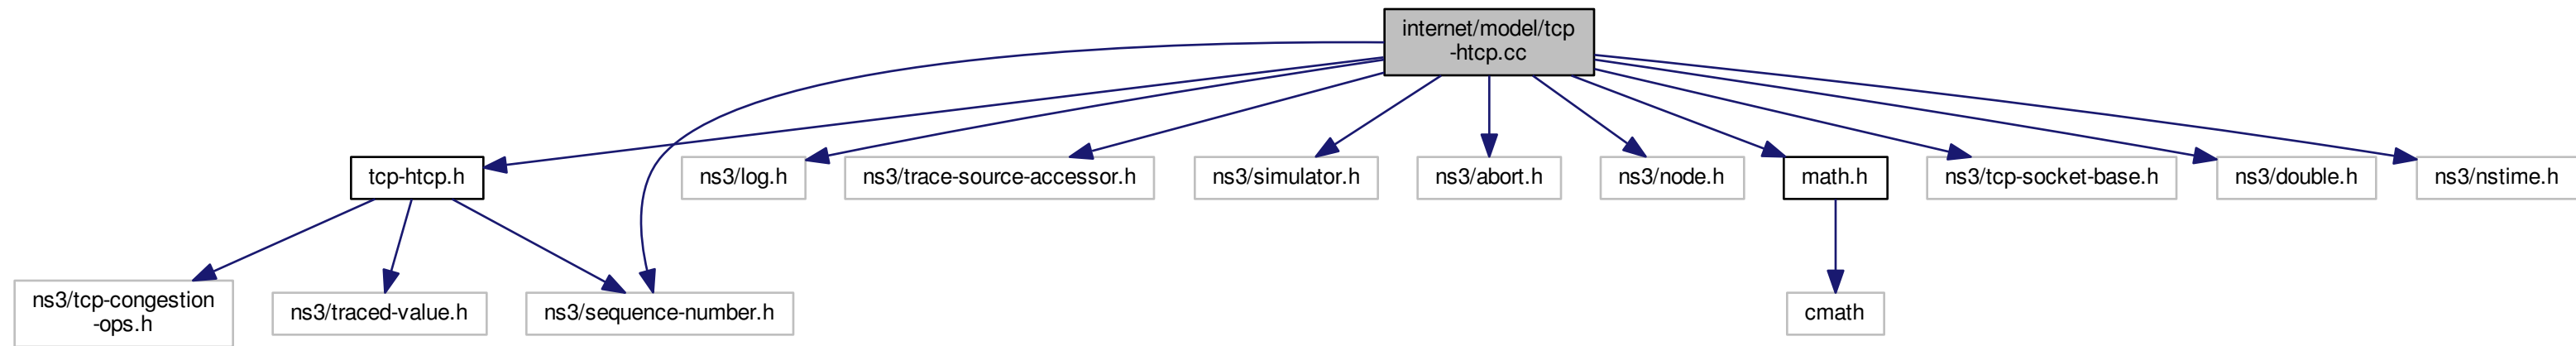 internet/model/tcp
-htcp.cc
tcp-htcp.h
ns3/log.h
ns3/trace-source-accessor.h
ns3/simulator.h
ns3/abort.h
ns3/node.h
math.h
ns3/tcp-socket-base.h
ns3/double.h
ns3/nstime.h
ns3/tcp-congestion
-ops.h
ns3/traced-value.h
ns3/sequence-number.h
cmath